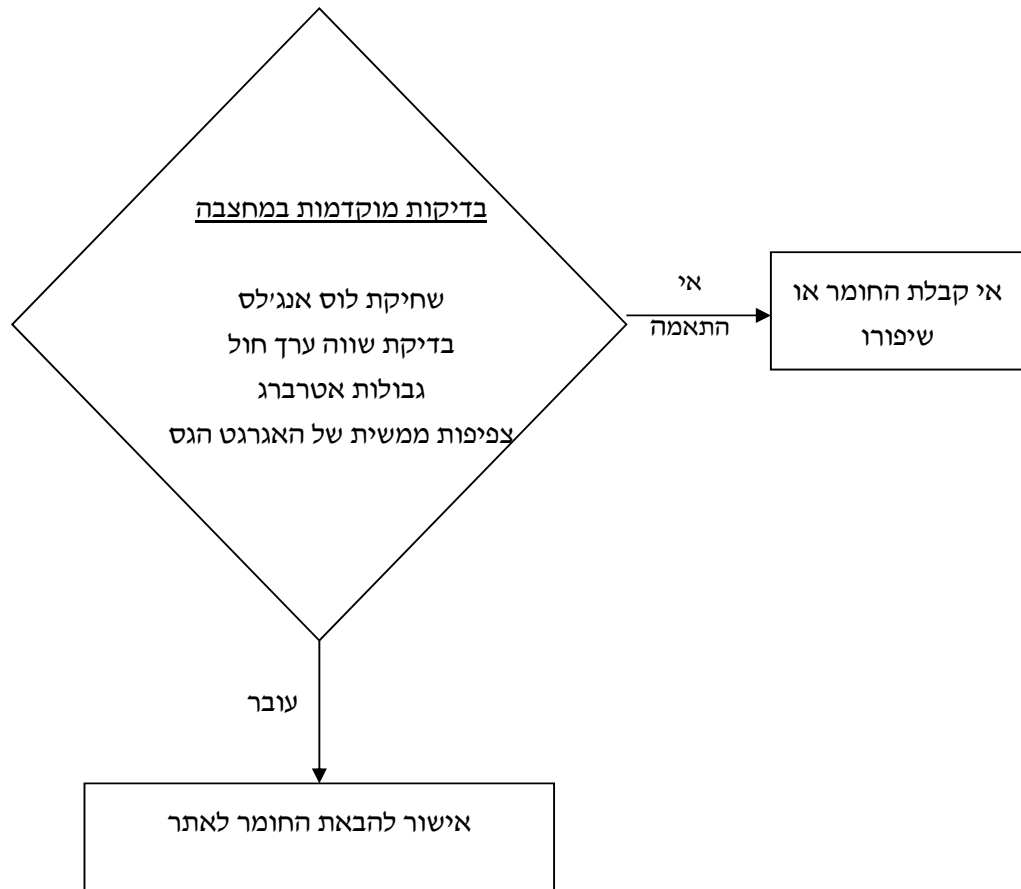 בדיקות מוקדמות במחצבה
שחיקת לוס אנג'לס
בדיקת שווה ערך חול
גבולות אטרברג
צפיפות ממשית של האגרגט הגס
אי
התאמה
אי קבלת החומר או
שיפורו
עובר
אישור להבאת החומר לאתר